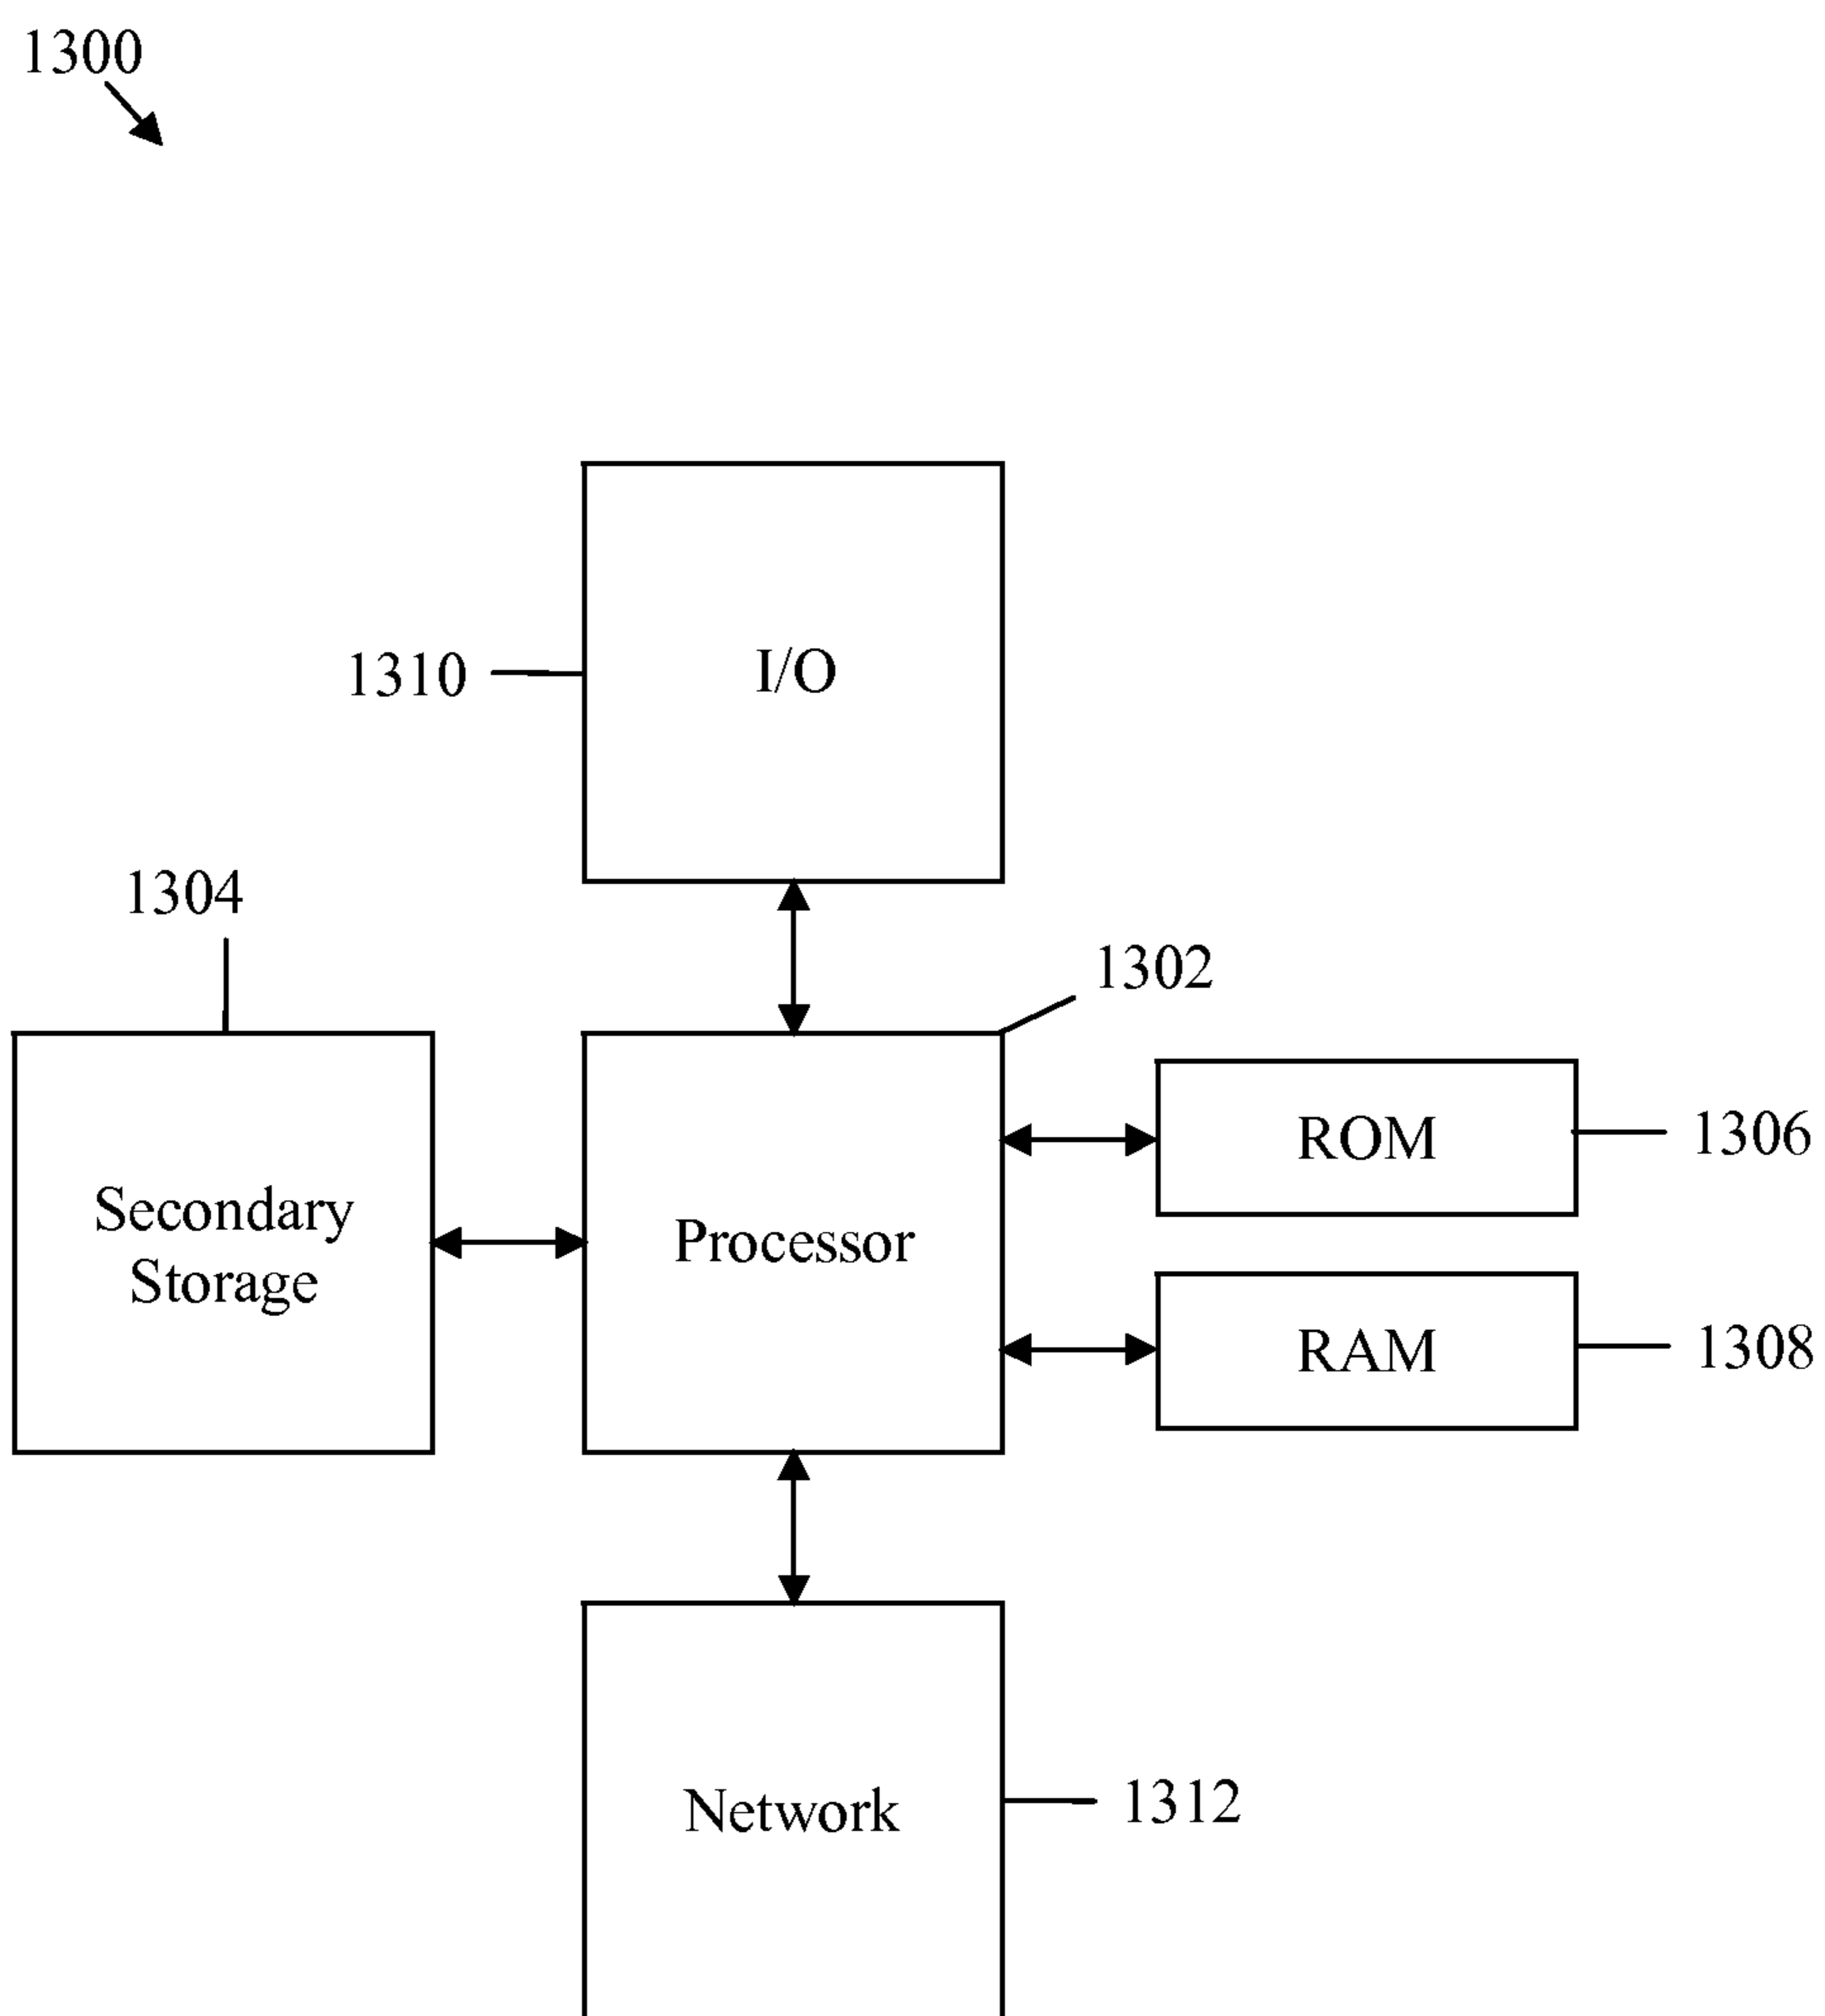 1300
1310
I/O
1304
1302
ROM
1306
Secondary
Storage
Processor
RAM
1308
Network
1312